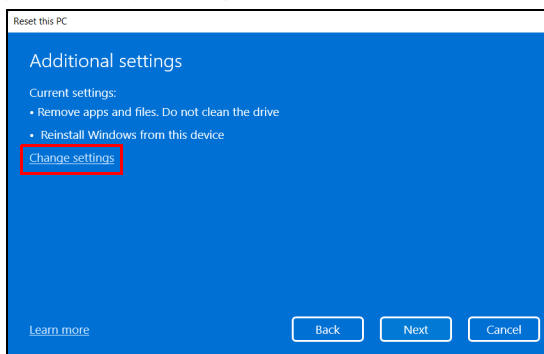 Reset this PC
Additional settings
Current settings:
• Remove apps and files. Do not clean the drive
• Reinstall Windows from this device
Change settings
Learn more
Back
Next
Cancel